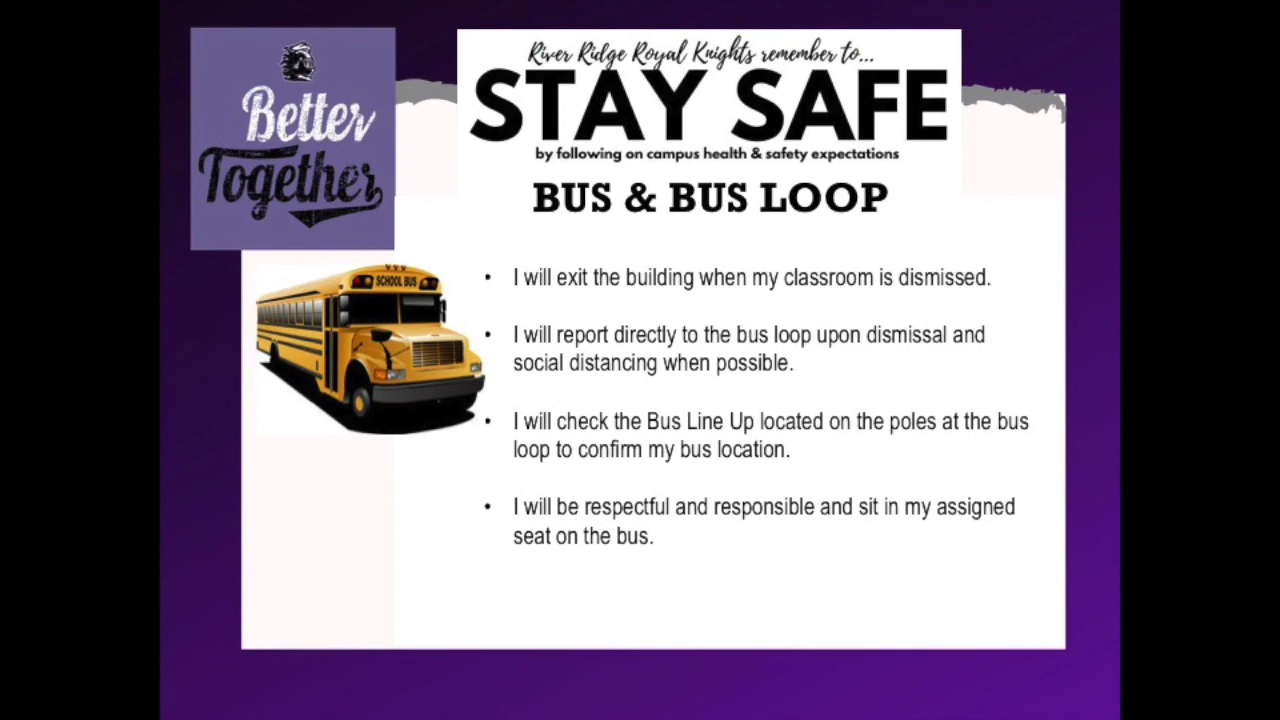 Better
Together
River Ridge Royal Knights remember to...
STAY SAFE
by following on campus health & safety expectations
BUS & BUS LOOP
SCHOOL BUS
• I will exit the building when my classroom is dismissed.
• I will report directly to the bus loop upon dismissal and
social distancing when possible.
• I will check the Bus Line Up located on the poles at the bus
loop to confirm my bus location.
• I will be respectful and responsible and sit in my assigned
seat on the bus.